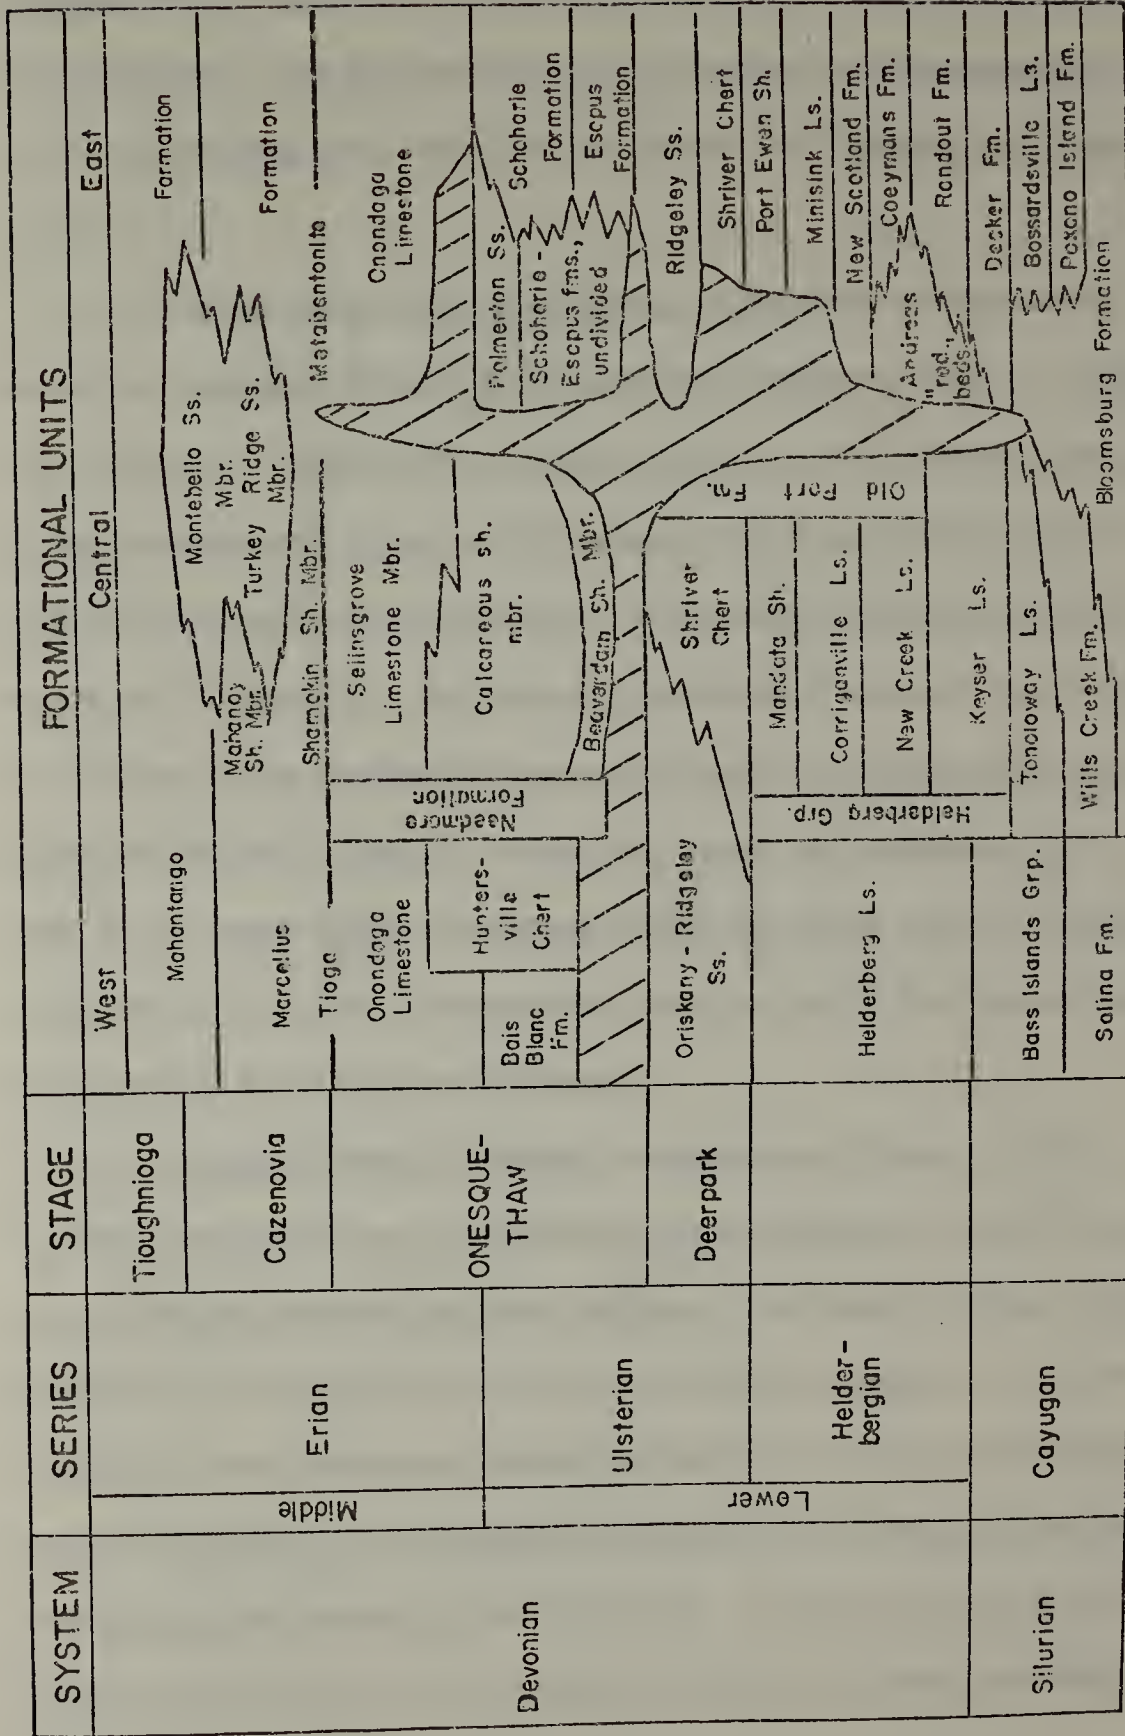 SYSTEM
SERIES
STAGE
FORMATIONAL UNITS
West
Central
East
Devonian
Silurian
Middle
Lower
Erian
Ulsterian
Helder-
bergian
Cayugan
Tioughnioga
Cazenovia
ONESQUE-
THAW
Deerpark
Mahantango
Formation
Montebello Ss.
Mbr.
Mahanoy
Sh. Mbr.
Turkey Ridge Ss.
Mbr.
Marcellus
Formation
Shamokin Sh. Mbr.
Tioga
Metabentonite
Onondaga
Limestone
Needmore
Formation
Selinsgrove
Limestone Mbr.
Onondaga
Limestone
Hunters-
ville
Chert
Calcareous sh.
mbr.
Bois
Blanc
Fm.
Beaverdam Sh. Mbr.
Palmerton Ss.
Schoharie
Formation
Schoharie -
Esopus fms.,
undivided
Esopus
Formation
Oriskany - Ridgeley
Ss.
Ridgeley Ss.
Shriver
Chert
Old Port
Fm.
Shriver Chert
Port Ewen Sh.
Helderberg Ls.
Helderberg Grp.
Mandata Sh.
Corriganville Ls.
New Creek Ls.
Keyser Ls.
Minisink Ls.
New Scotland Fm.
Coeymans Fm.
Andreas
"red
beds"
Rondout Fm.
Decker Fm.
Bass Islands Grp.
Tonoloway Ls.
Bossardsville Ls.
Salina Fm.
Wills Creek Fm.
Poxono Island Fm.
Bloomsburg Formation